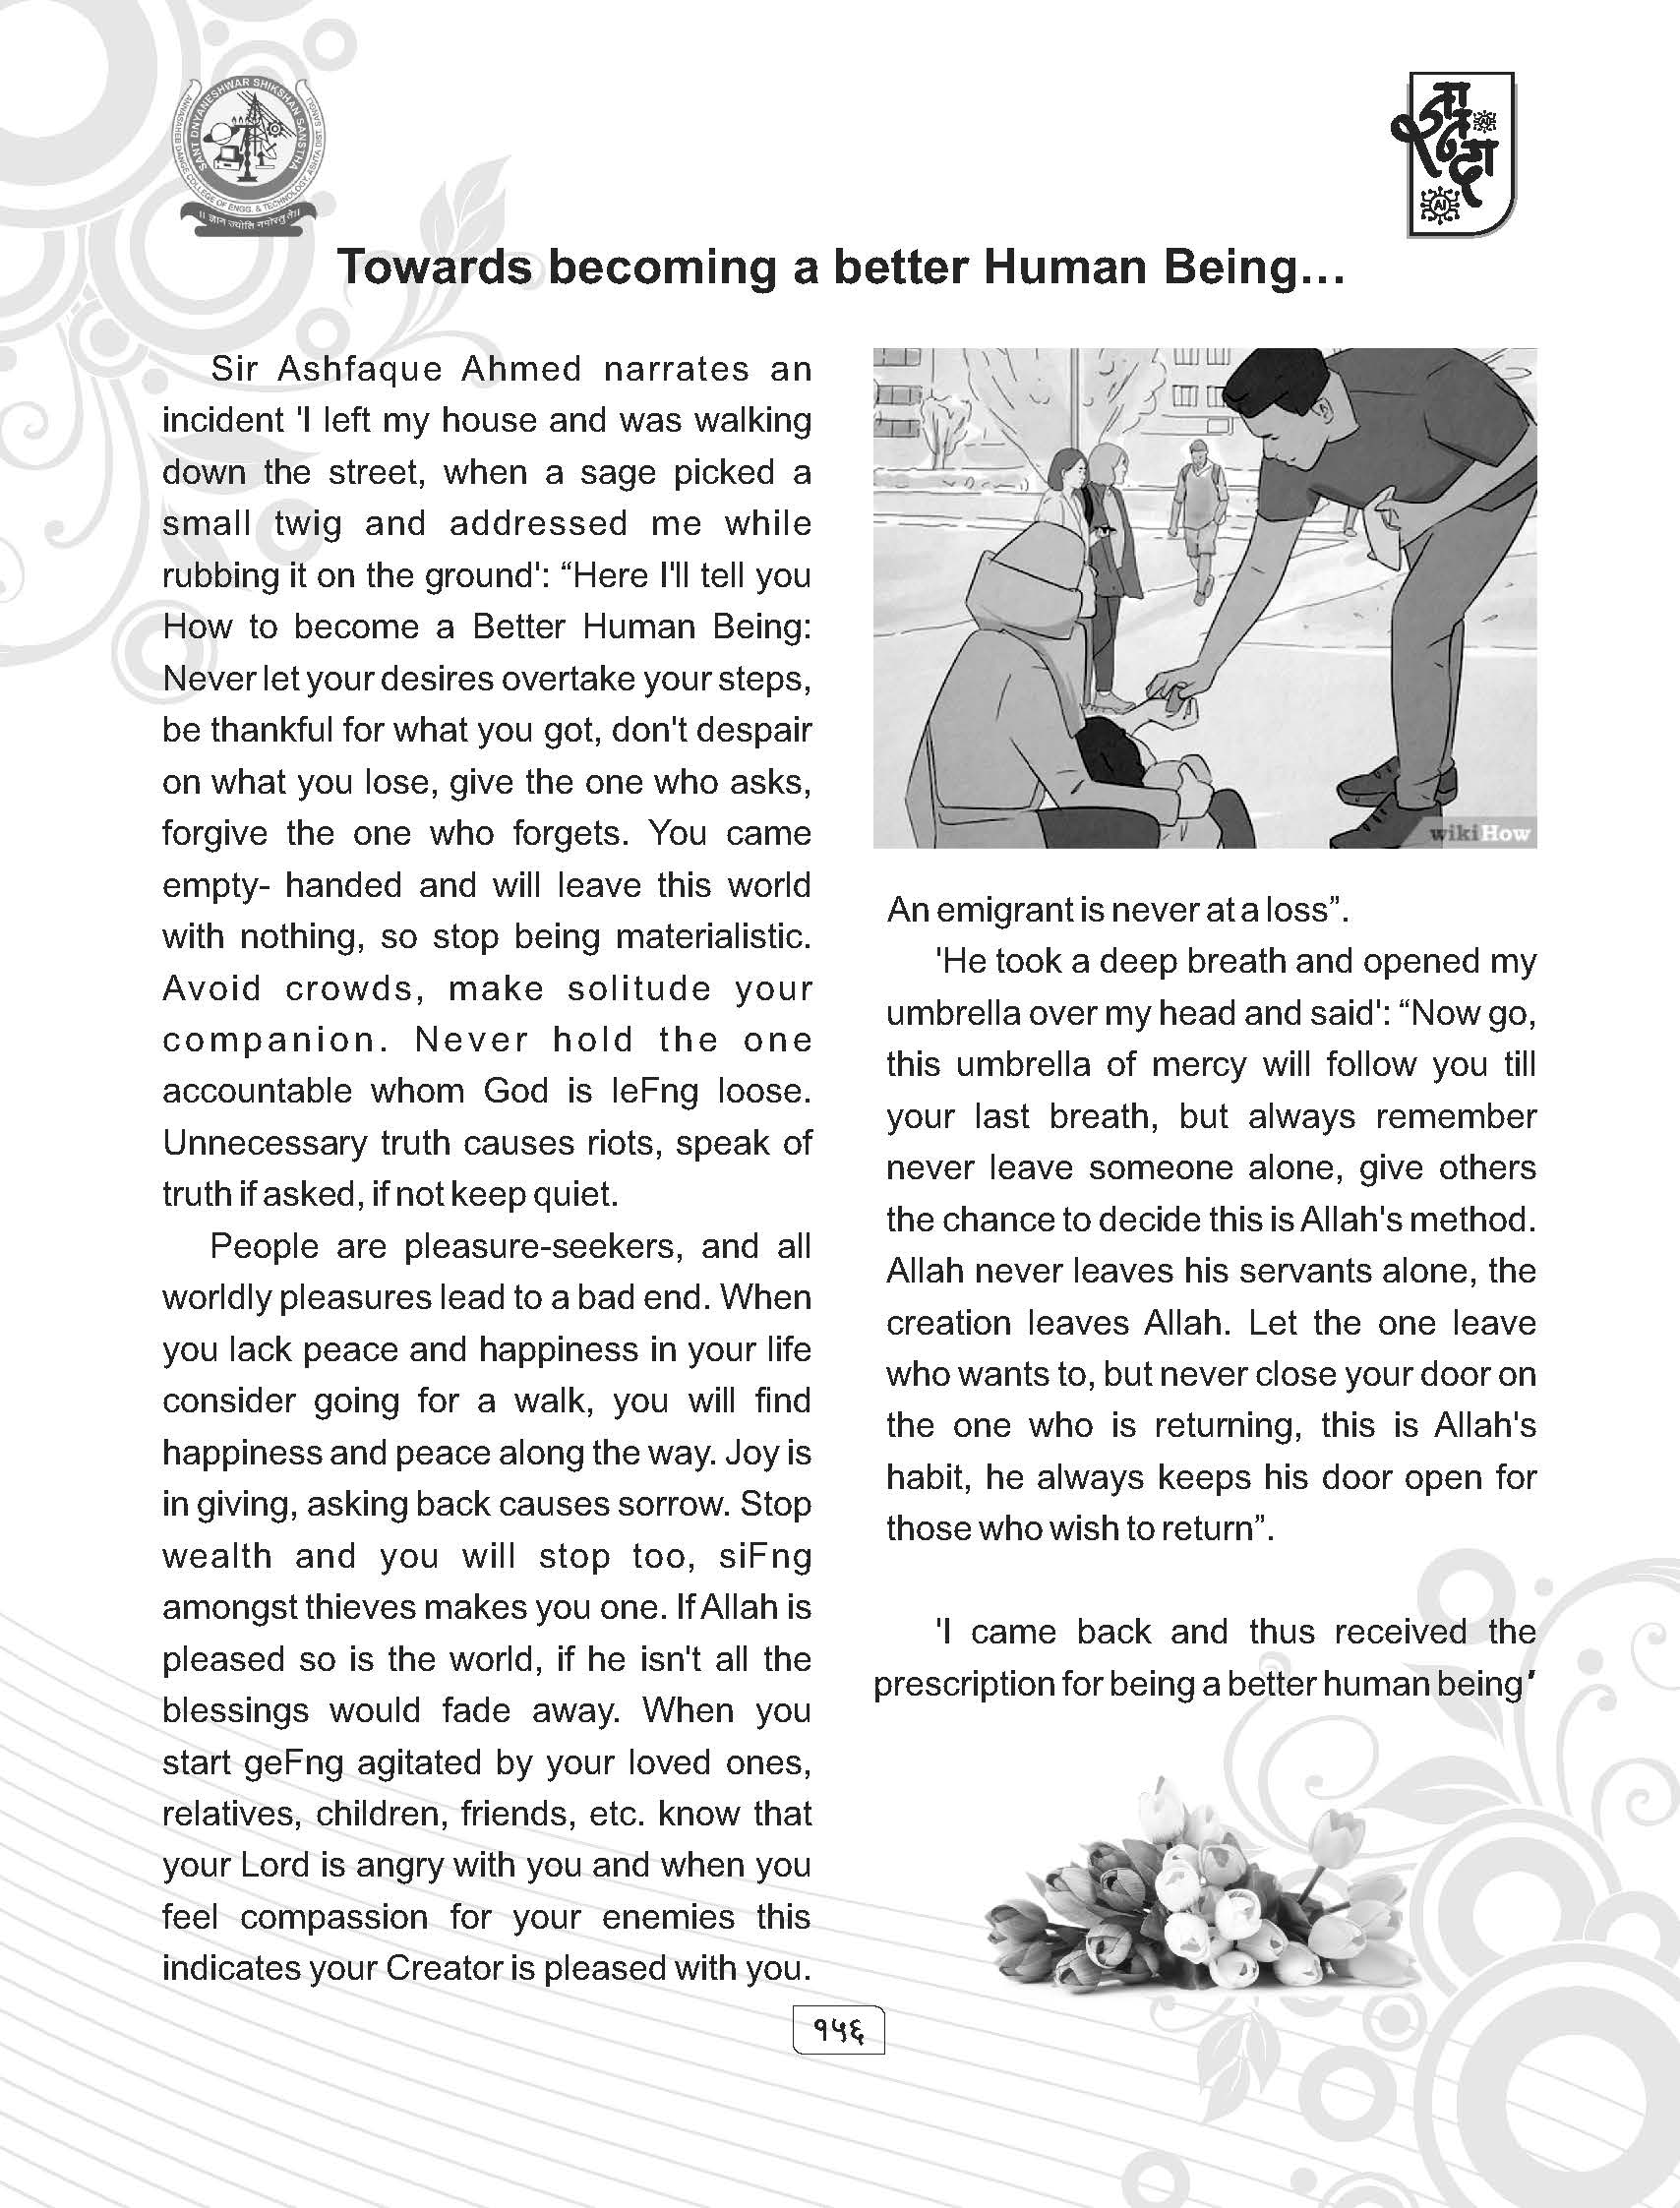 SANT DNYANESHWAR SHIKSHAN SANSTHA
ANNASAHEB DANGE COLLEGE OF ENGG. & TECHNOLOGY, ASHTA DIST. SANGLI
AI
AI
Towards becoming a better Human Being...
Sir Ashfaque Ahmed narrates an
incident 'I left my house and was walking
down the street, when a sage picked a
small twig and addressed me while
rubbing it on the ground': “Here I'll tell you
How to become a Better Human Being:
Never let your desires overtake your steps,
be thankful for what you got, don't despair
on what you lose, give the one who asks,
forgive the one who forgets. You came
empty- handed and will leave this world
with nothing, so stop being materialistic.
Avoid crowds, make solitude your
companion. Never hold the one
accountable whom God is leFng loose.
Unnecessary truth causes riots, speak of
truth if asked, if not keep quiet.
People are pleasure-seekers, and all
worldly pleasures lead to a bad end. When
you lack peace and happiness in your life
consider going for a walk, you will find
happiness and peace along the way. Joy is
in giving, asking back causes sorrow. Stop
wealth and you will stop too, siFng
amongst thieves makes you one. If Allah is
pleased so is the world, if he isn't all the
blessings would fade away. When you
start geFng agitated by your loved ones,
relatives, children, friends, etc. know that
your Lord is angry with you and when you
feel compassion for your enemies this
indicates your Creator is pleased with you.
wikiHow
An emigrant is never at a loss”.
'He took a deep breath and opened my
umbrella over my head and said': “Now go,
this umbrella of mercy will follow you till
your last breath, but always remember
never leave someone alone, give others
the chance to decide this is Allah's method.
Allah never leaves his servants alone, the
creation leaves Allah. Let the one leave
who wants to, but never close your door on
the one who is returning, this is Allah's
habit, he always keeps his door open for
those who wish to return”.
'I came back and thus received the
prescription for being a better human being'
१५६